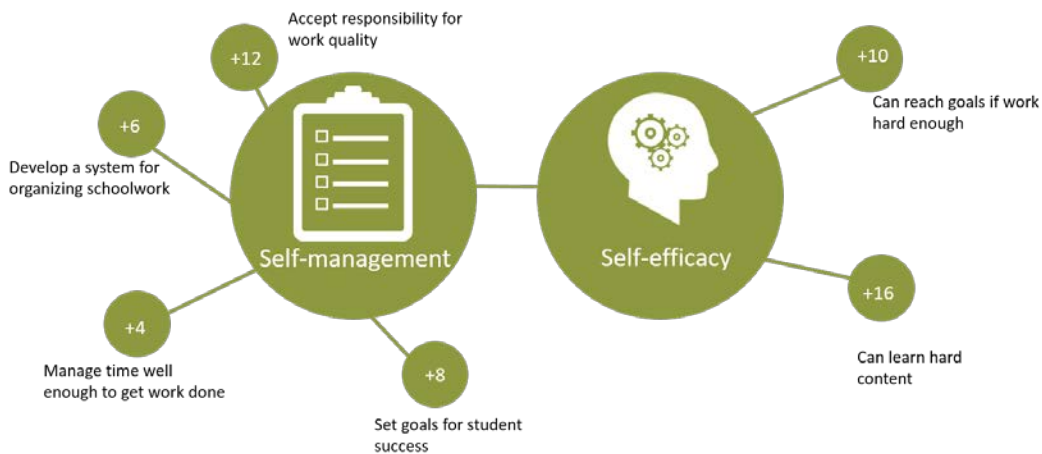 Accept responsibility for
work quality
+12
+10
Can reach goals if work
hard enough
+6
Develop a system for
organizing schoolwork
Self-management
Self-efficacy
+16
Can learn hard
content
+4
Manage time well
enough to get work done
+8
Set goals for student
success